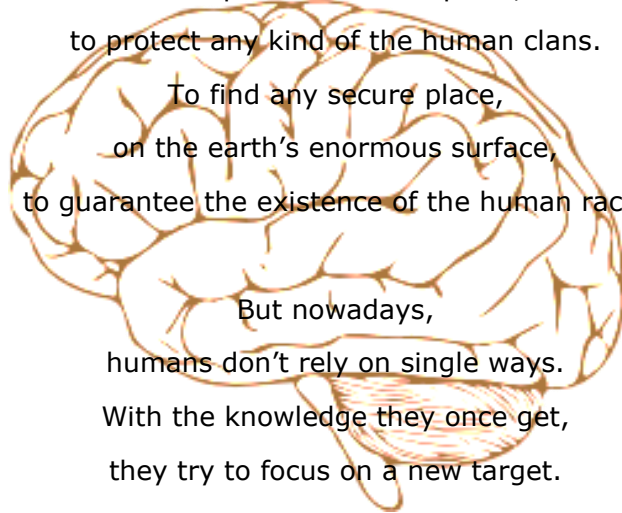 to protect any kind of the human clans.
To find any secure place,
on the earth’s enormous surface,
to guarantee the existence of the human
But nowadays,
humans don’t rely on single ways.
With the knowledge they once get,
they try to focus on a new target.